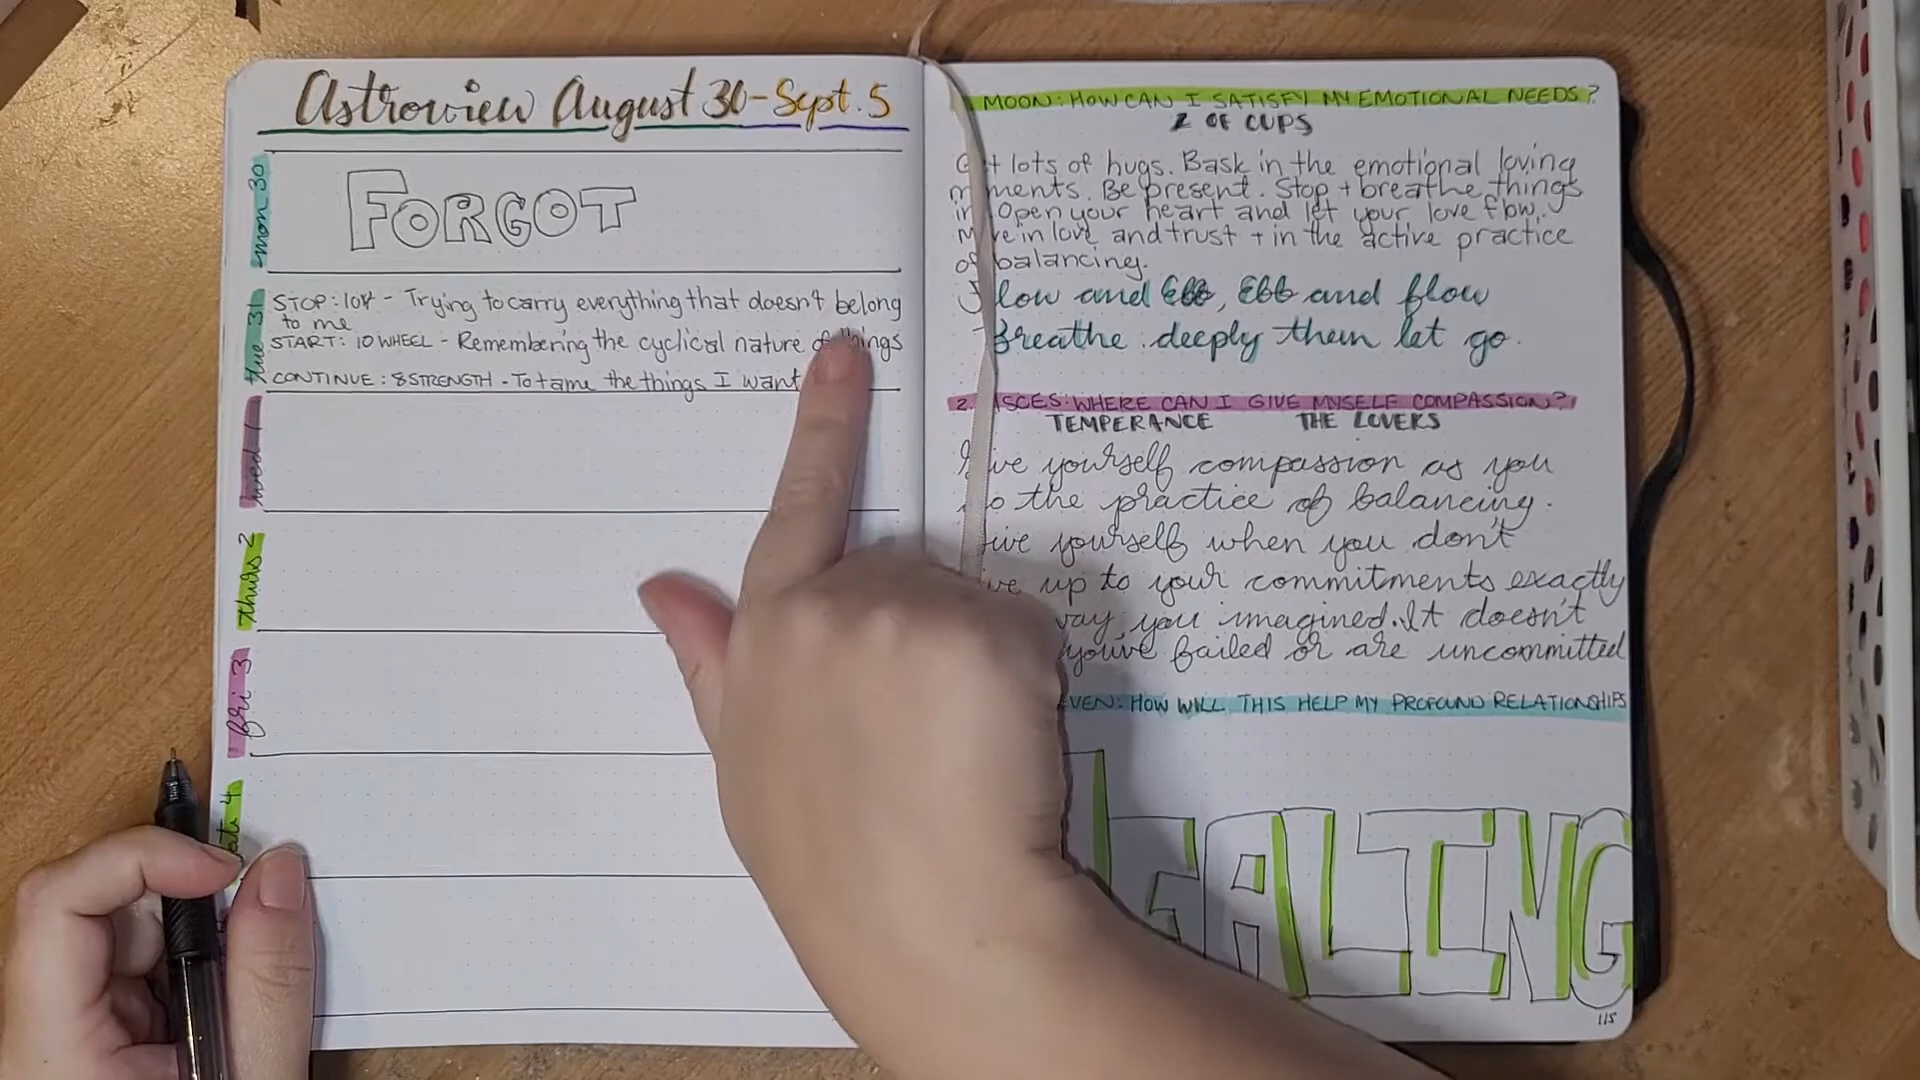 Astroview August 30-Sept. 5
mon 30
FORGOT
tue 31
STOP: 10 - Trying to carry everything that doesn't belong
to me
START: 10 WHEEL - Remembering the cyclical nature of things
CONTINUE: 8 STRENGTH - To tame the things I want
wed 1
thurs 2
fri 3
4
MOON: HOW CAN I SATISFY MY EMOTIONAL NEEDS?
2 OF CUPS
lots of hugs. Bask in the emotional loving
Be present. Stop + breathe things
Open your heart and let your love flow.
in love and trust + in the active practice
of balancing.
and Ebb, Ebb and flow
Breathe deeply then let go.
2. WHERE CAN I GIVE MYSELF COMPASSION?
TEMPERANCE THE LOVERS
yourself compassion as you
the practice of balancing.
yourself when you don't
up to your commitments exactly
you imagined. It doesn't
you've failed or are uncommitted
HOW WILL THIS HELP MY PROFOUND RELATIONSHIPS
EALING
115